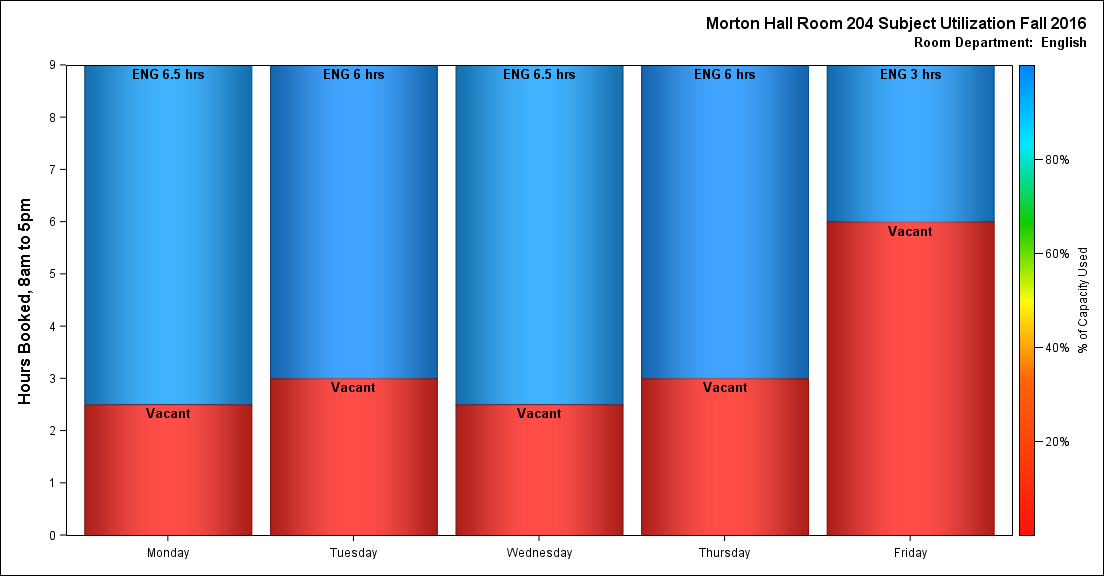 Morton Hall Room 204 Subject Utilization Fall 2016
Room Department:  English
Hours Booked, 8am to 5pm
9
8
7
6
5
4
3
2
1
0
ENG 6.5 hrs
ENG 6 hrs
ENG 6.5 hrs
ENG 6 hrs
ENG 3 hrs
Vacant
Vacant
Vacant
Vacant
Vacant
Monday
Tuesday
Wednesday
Thursday
Friday
80%
60%
40%
20%
% of Capacity Used